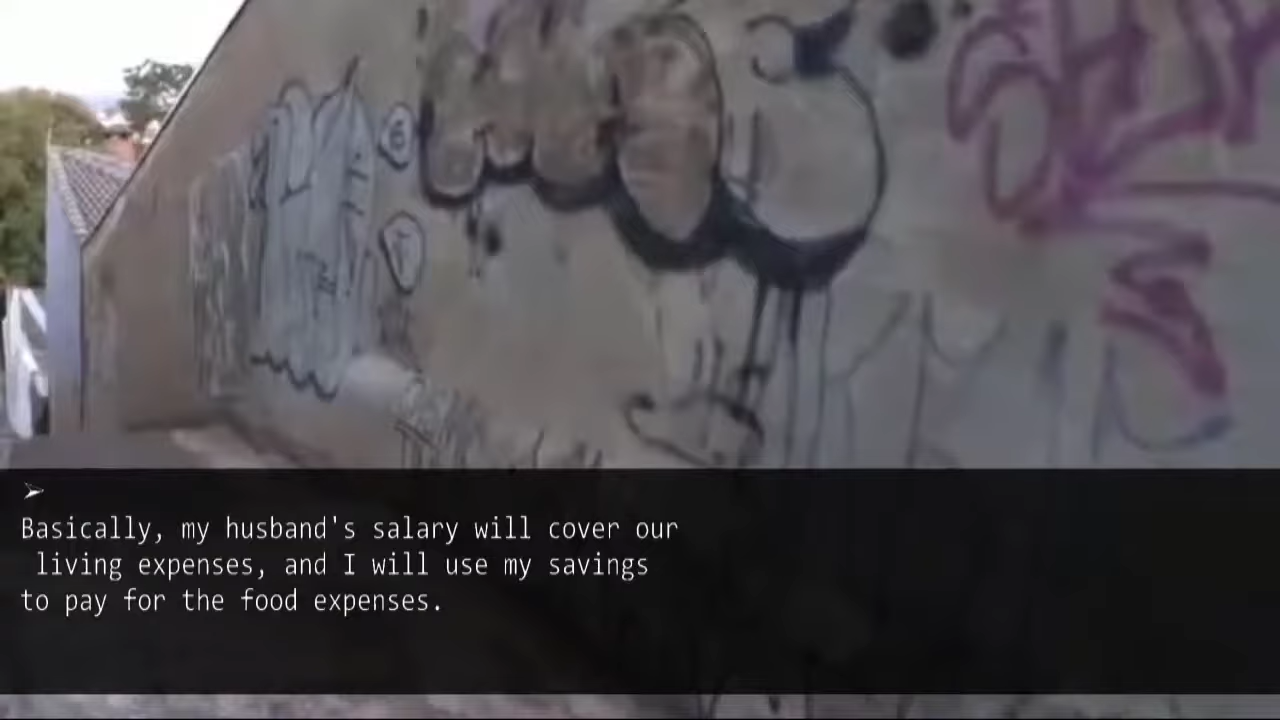 Basically, my husband's salary will cover our
living expenses, and I will use my savings
to pay for the food expenses.